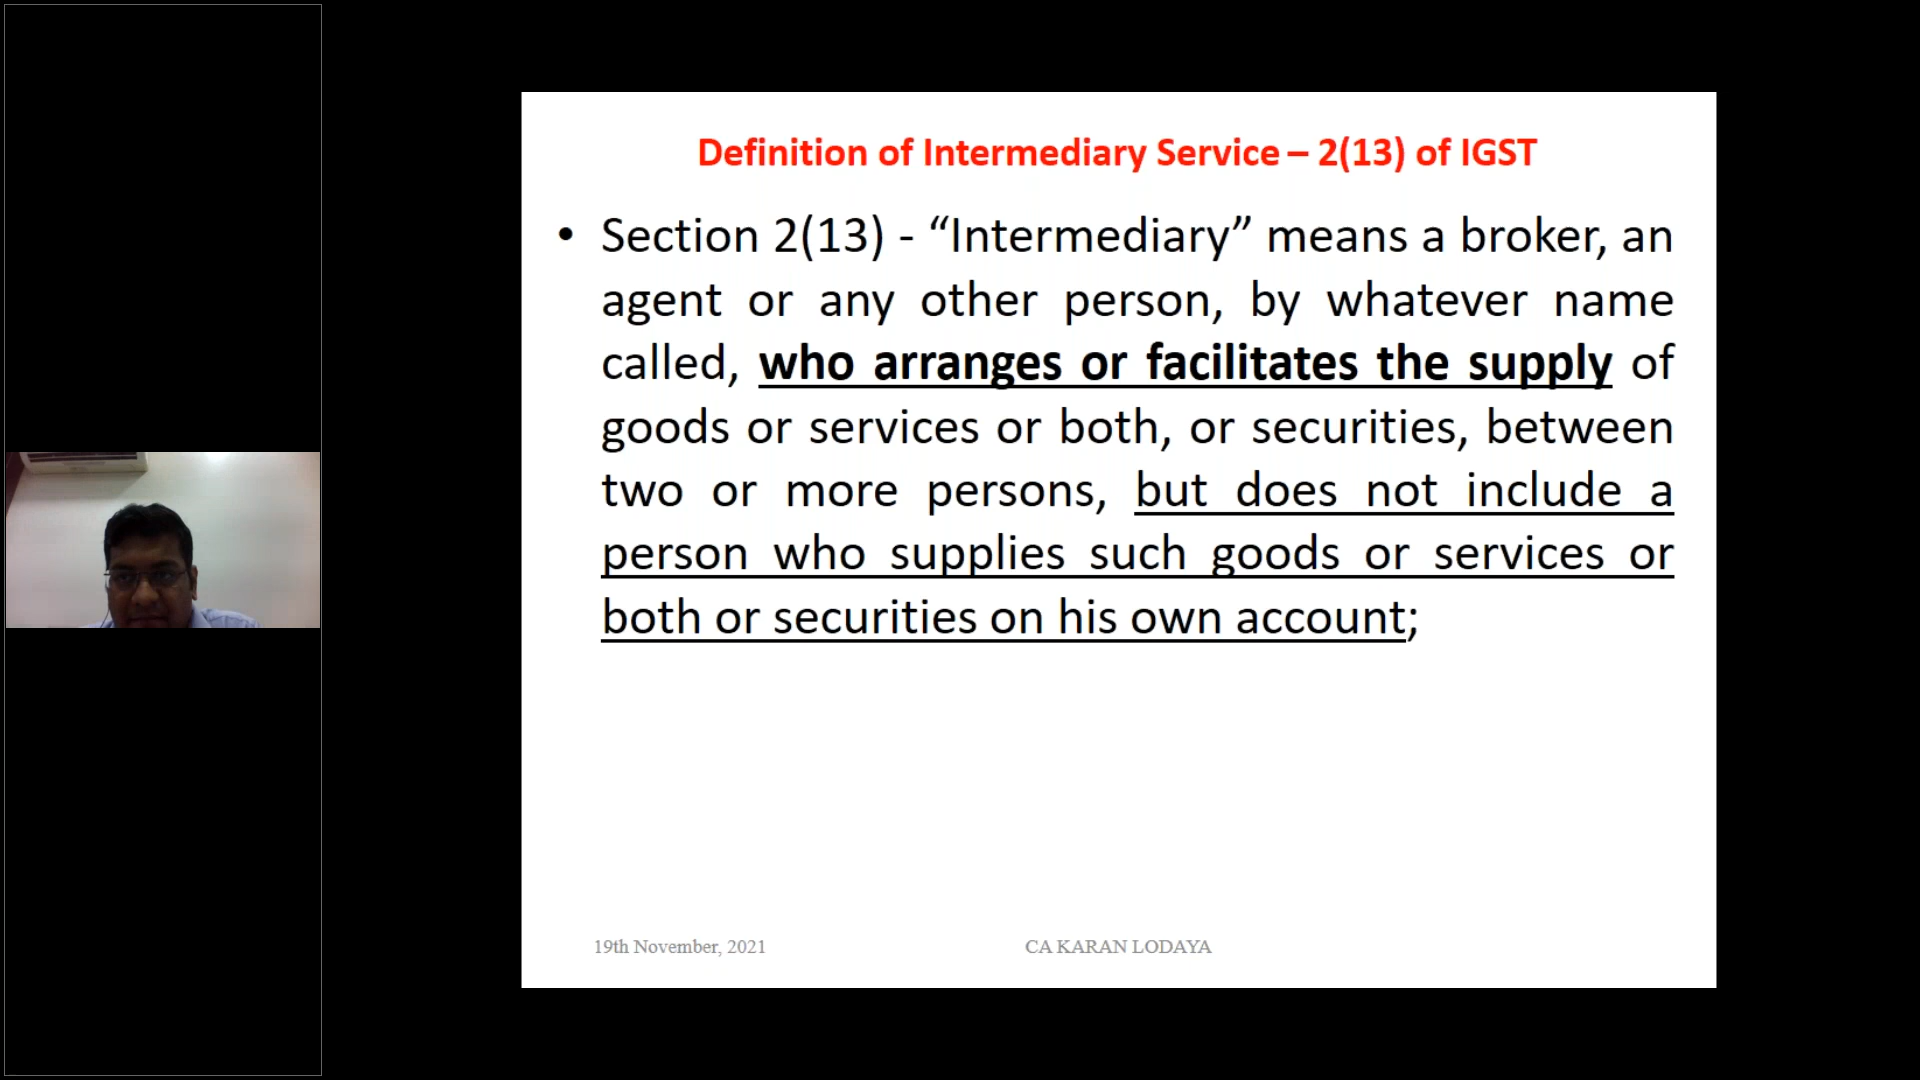 Definition of Intermediary Service – 2(13) of IGST
• Section 2(13) - “Intermediary” means a broker, an
agent or any other person, by whatever name
called, who arranges or facilitates the supply of
goods or services or both, or securities, between
two or more persons, but does not include a
person who supplies such goods or services or
both or securities on his own account;
19th November, 2021
CA KARAN LODAYA